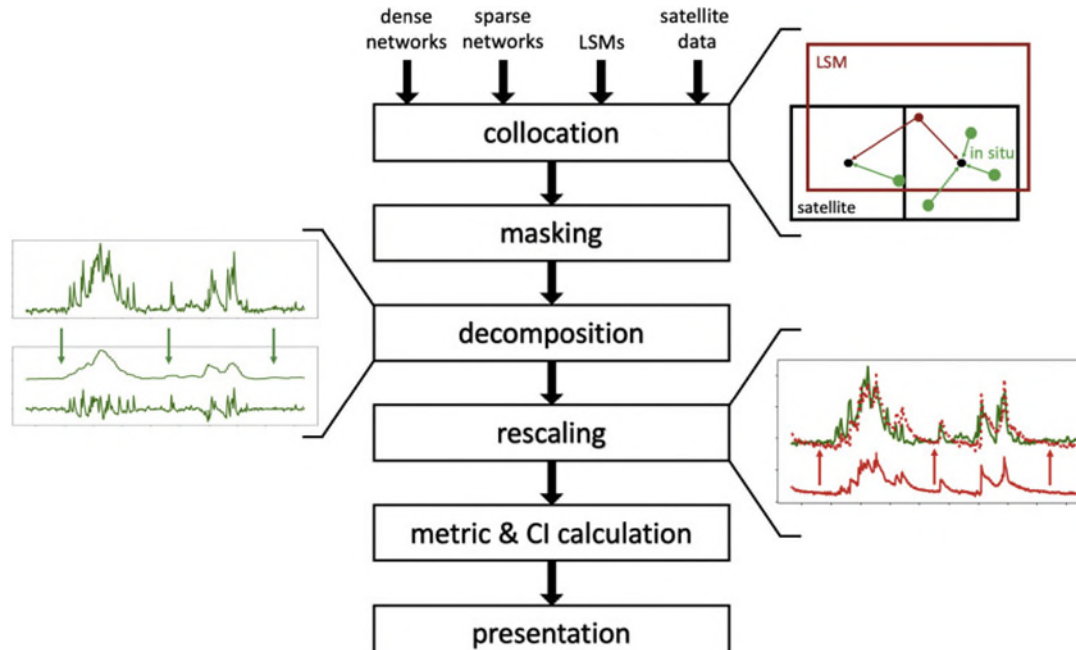 dense
networks
sparse
networks
LSMs
satellite
data
collocation
LSM
in situ
satellite
masking
decomposition
rescaling
metric & CI calculation
presentation